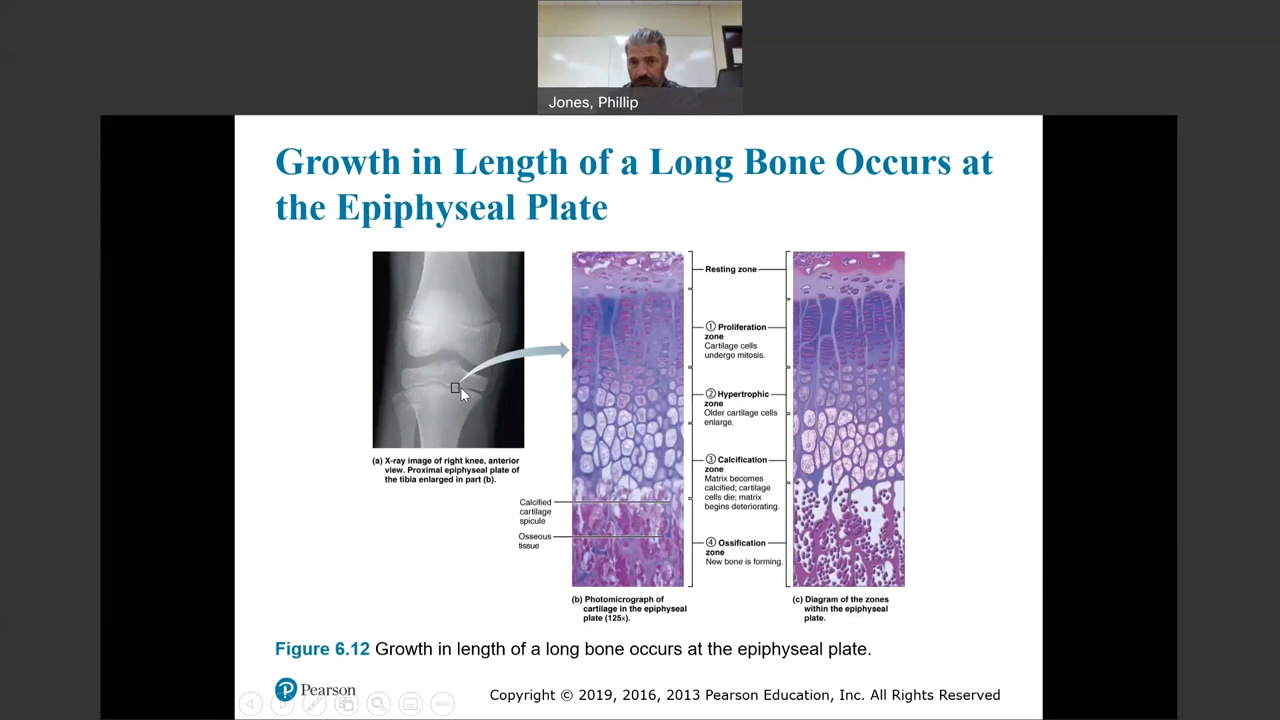 Jones, Phillip
Growth in Length of a Long Bone Occurs at
the Epiphyseal Plate
(a) X-ray image of right knee, anterior
view. Proximal epiphyseal plate of
the tibia enlarged in part (b).
Calcified
cartilage
spicule
Osseous
tissue
Resting zone
① Proliferation
zone
Cartilage cells
undergo mitosis.
② Hypertrophic
zone
Older cartilage cells
enlarge.
③ Calcification
zone
Matrix becomes
calcified; cartilage
cells die; matrix
begins deteriorating.
④ Ossification
zone
New bone is forming.
(b) Photomicrograph of
cartilage in the epiphyseal
plate (125x).
(c) Diagram of the zones
within the epiphyseal
plate.
Figure 6.12 Growth in length of a long bone occurs at the epiphyseal plate.
P Pearson
Copyright © 2019, 2016, 2013 Pearson Education, Inc. All Rights Reserved